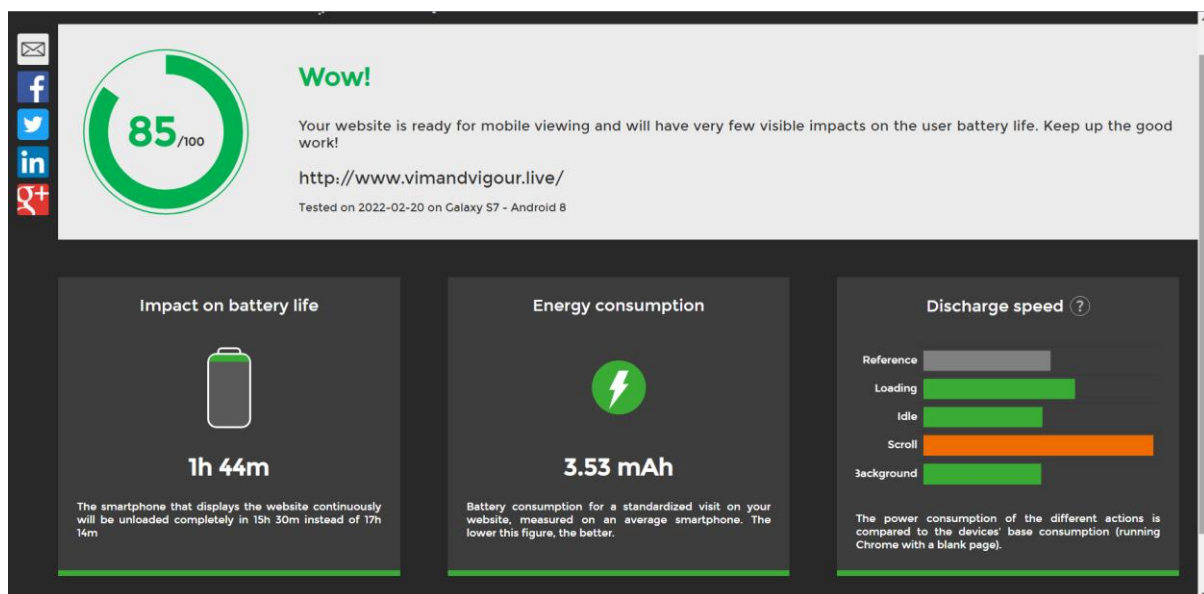 85/100
Wow!
Your website is ready for mobile viewing and will have very few visible impacts on the user battery life. Keep up the good
work!
http://www.vimandvigour.live/
Tested on 2022-02-20 on Galaxy S7 - Android 8
f
in
g+
Impact on battery life
1h 44m
The smartphone that displays the website continuously
will be unloaded completely in 15h 30m instead of 17h
14m
Energy consumption
3.53 mAh
Battery consumption for a standardized visit on your
website, measured on an average smartphone. The
lower this figure, the better.
Discharge speed ?
Reference
Loading
Idle
Scroll
Background
The power consumption of the different actions is
compared to the devices' base consumption (running
Chrome with a blank page).